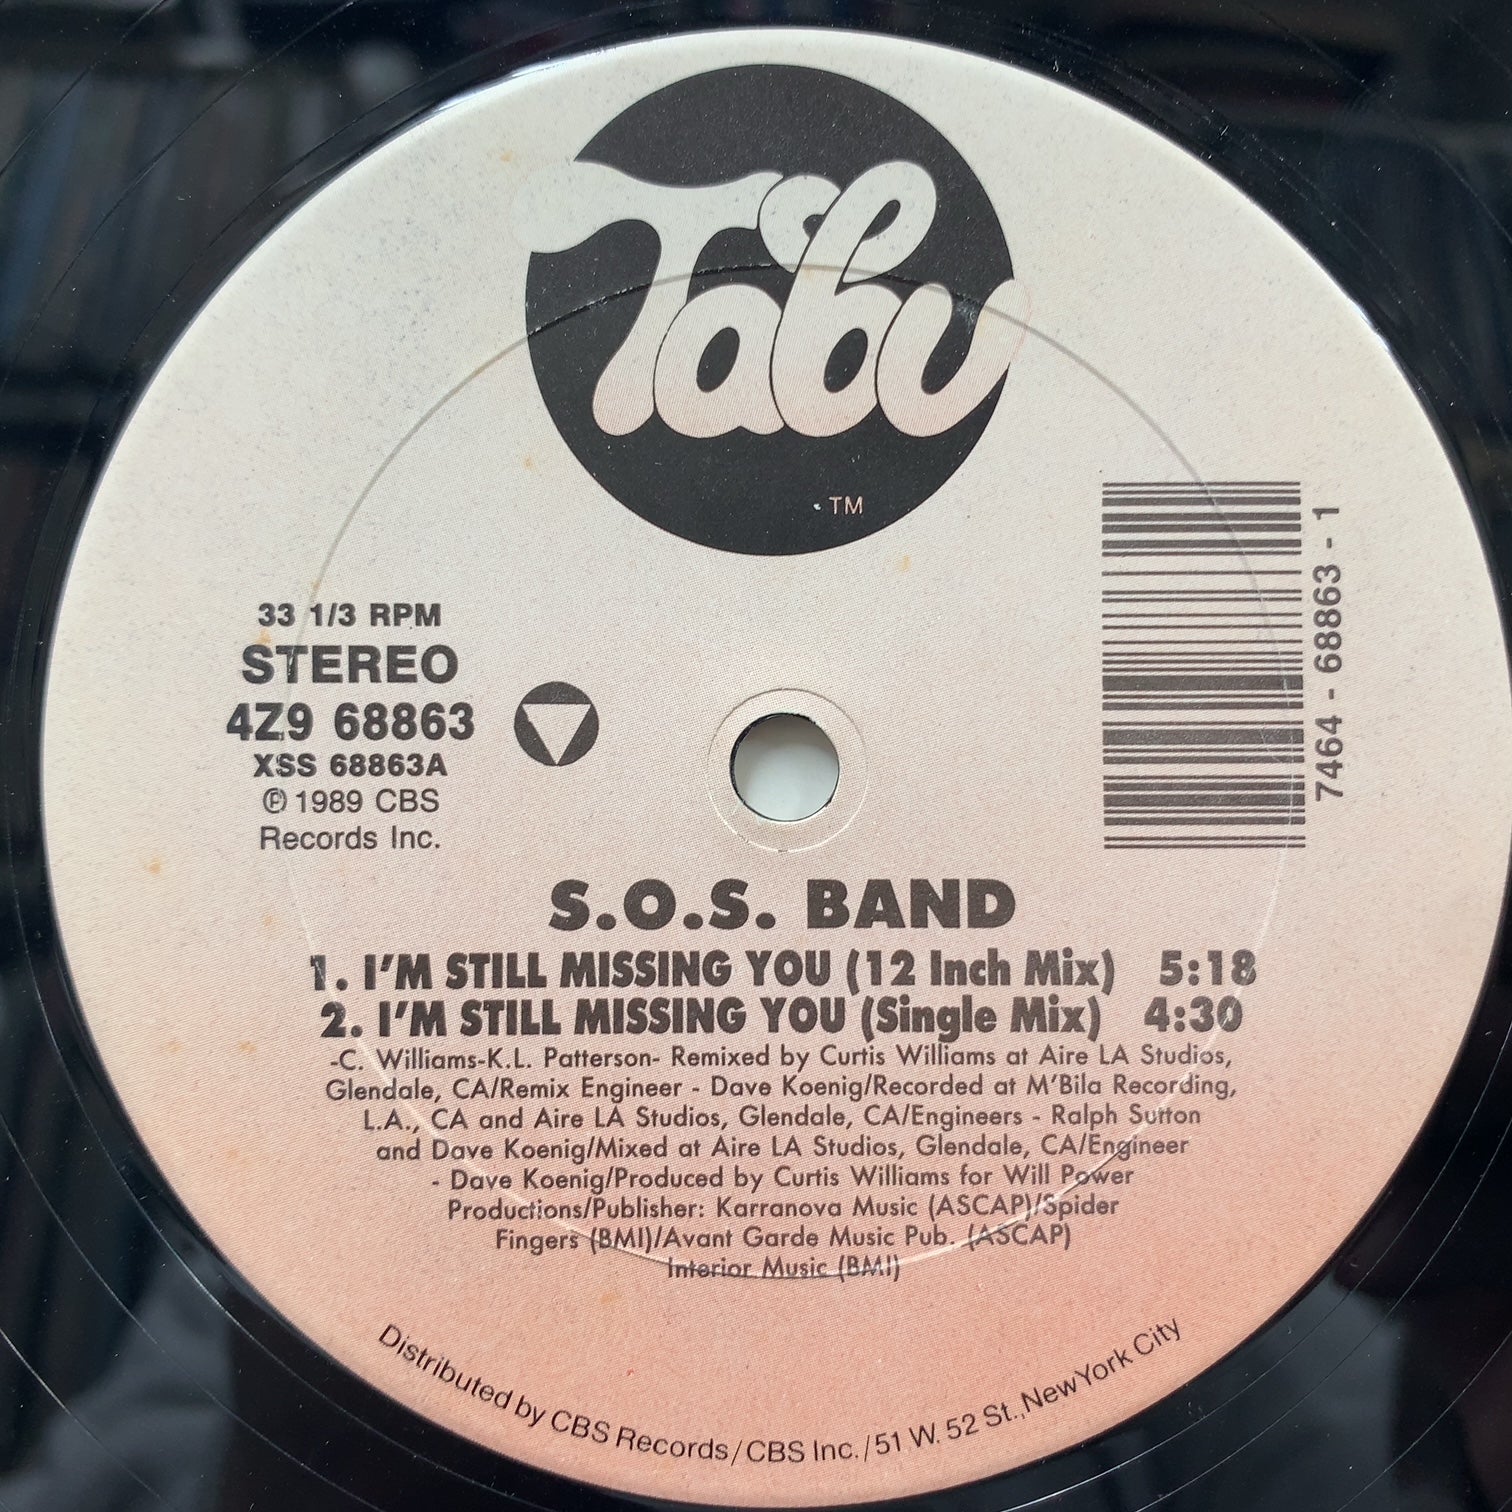 Tabu
TM
7464 - 68863 - 1
33 1/3 RPM
STEREO
4Z9 68863
XSS 68863A
℗ 1989 CBS
Records Inc.
S.O.S. BAND
1. I'M STILL MISSING YOU (12 Inch Mix) 5:18
2. I'M STILL MISSING YOU (Single Mix) 4:30
-C. Williams-K.L. Patterson- Remixed by Curtis Williams at Aire LA Studios,
Glendale, CA/Remix Engineer - Dave Koenig/Recorded at M'Bila Recording,
L.A., CA and Aire LA Studios, Glendale, CA/Engineers - Ralph Sutton
and Dave Koenig/Mixed at Aire LA Studios, Glendale, CA/Engineer
- Dave Koenig/Produced by Curtis Williams for Will Power
Productions/Publisher: Karranova Music (ASCAP)/Spider
Fingers (BMI)/Avant Garde Music Pub. (ASCAP)
Interior Music (BMI)
Distributed by CBS Records/CBS Inc./51 W. 52 St., New York City